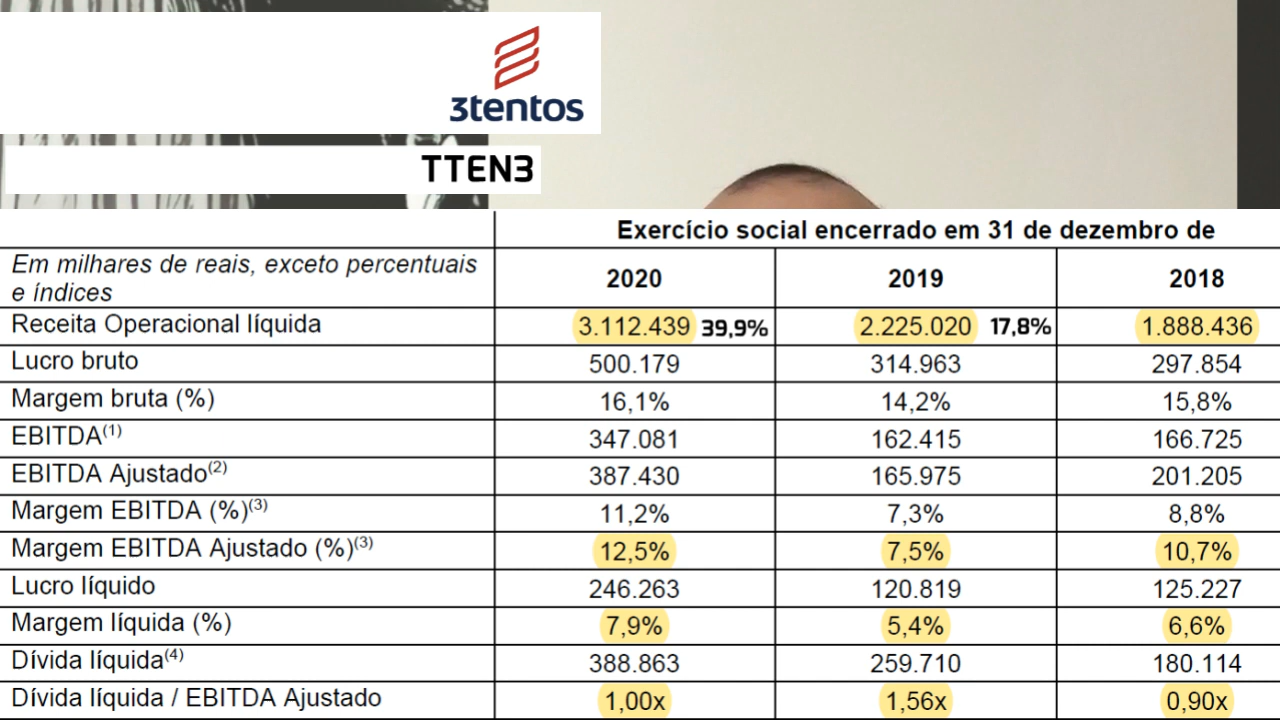 3tentos
TTEN3
Exercício social encerrado em 31 de dezembro de
Em milhares de reais, exceto percentuais e índices 2020 2019 2018
Receita Operacional líquida 3.112.439 39,9% 2.225.020 17,8% 1.888.436
Lucro bruto 500.179 314.963 297.854
Margem bruta (%) 16,1% 14,2% 15,8%
EBITDA(1) 347.081 162.415 166.725
EBITDA Ajustado(2) 387.430 165.975 201.205
Margem EBITDA (%)(3) 11,2% 7,3% 8,8%
Margem EBITDA Ajustado (%)(3) 12,5% 7,5% 10,7%
Lucro líquido 246.263 120.819 125.227
Margem líquida (%) 7,9% 5,4% 6,6%
Dívida líquida(4) 388.863 259.710 180.114
Dívida líquida / EBITDA Ajustado 1,00x 1,56x 0,90x